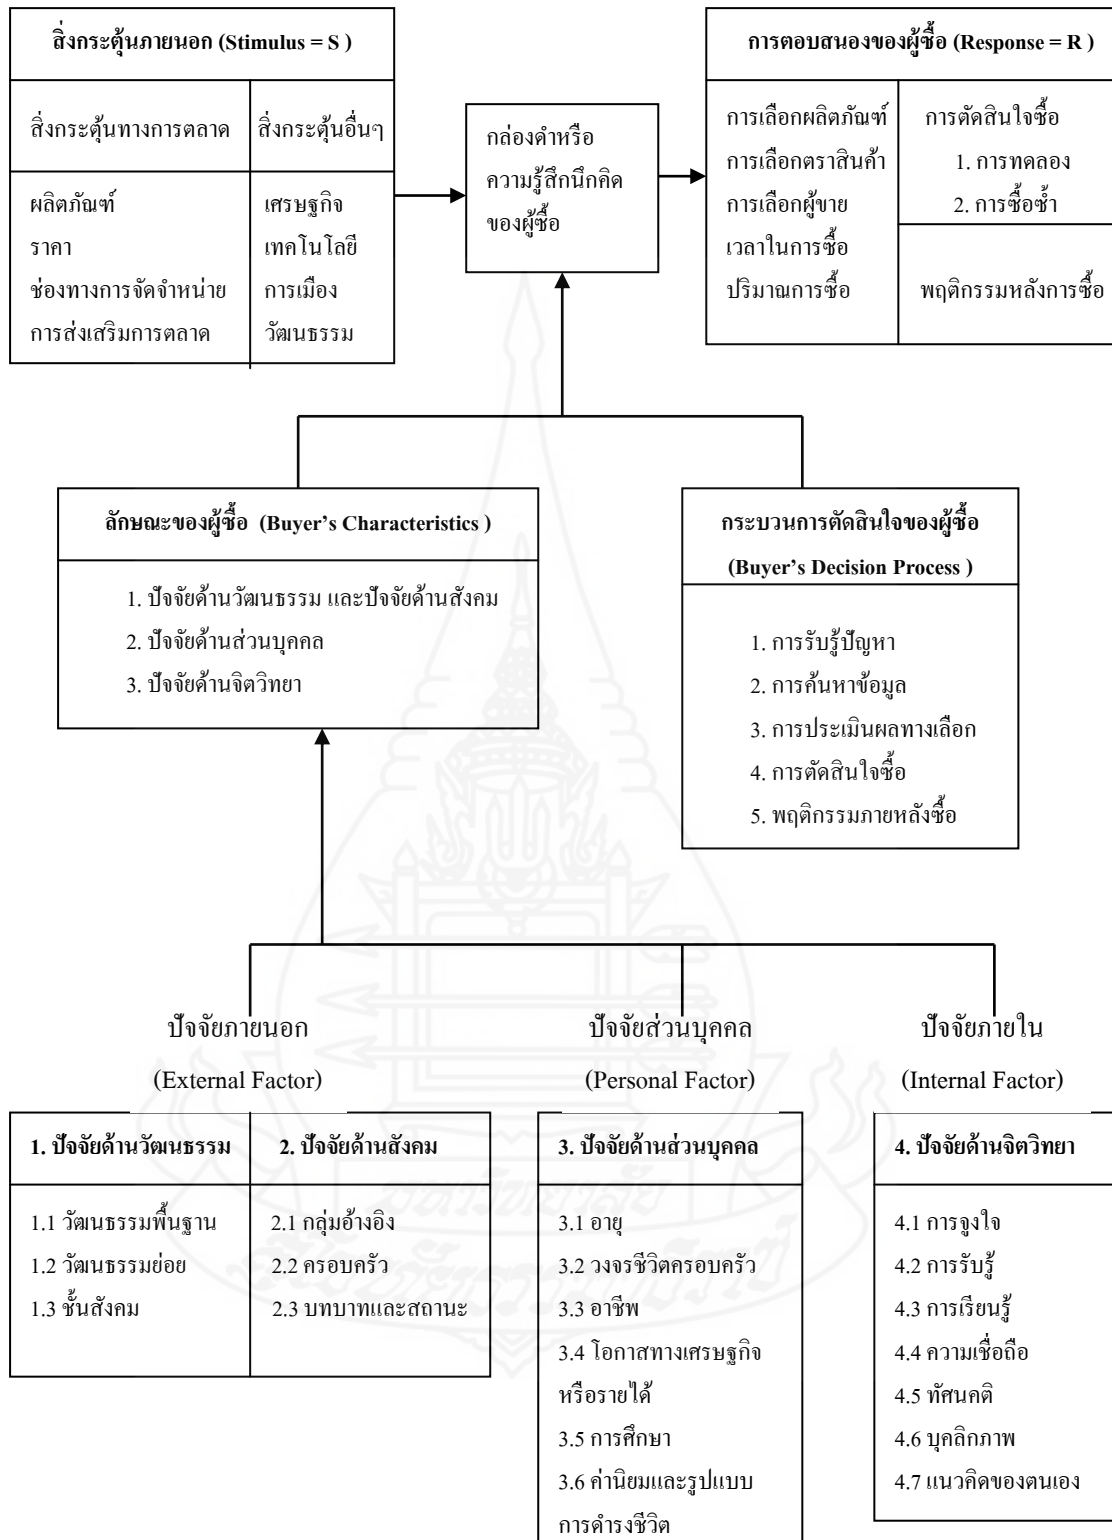 สิ่งกระตุ้นภายนอก (Stimulus = S )
สิ่งกระตุ้นทางการตลาด
สิ่งกระตุ้นอื่นๆ
ผลิตภัณฑ์
ราคา
ช่องทางการจัดจำหน่าย
การส่งเสริมการตลาด
เศรษฐกิจ
เทคโนโลยี
การเมือง
วัฒนธรรม
กล่องดำหรือ
ความรู้สึกนึกคิด
ของผู้ซื้อ
การตอบสนองของผู้ซื้อ (Response = R )
การเลือกผลิตภัณฑ์
การเลือกตราสินค้า
การเลือกผู้ขาย
เวลาในการซื้อ
ปริมาณการซื้อ
การตัดสินใจซื้อ
1. การทดลอง
2. การซื้อซ้ำ
พฤติกรรมหลังการซื้อ
ลักษณะของผู้ซื้อ (Buyer’s Characteristics )
1. ปัจจัยด้านวัฒนธรรม และปัจจัยด้านสังคม
2. ปัจจัยด้านส่วนบุคคล
3. ปัจจัยด้านจิตวิทยา
กระบวนการตัดสินใจของผู้ซื้อ
(Buyer’s Decision Process )
1. การรับรู้ปัญหา
2. การค้นหาข้อมูล
3. การประเมินผลทางเลือก
4. การตัดสินใจซื้อ
5. พฤติกรรมภายหลังซื้อ
ปัจจัยภายนอก
(External Factor)
ปัจจัยส่วนบุคคล
(Personal Factor)
ปัจจัยภายใน
(Internal Factor)
1. ปัจจัยด้านวัฒนธรรม
1.1 วัฒนธรรมพื้นฐาน
1.2 วัฒนธรรมย่อย
1.3 ชั้นสังคม
2. ปัจจัยด้านสังคม
2.1 กลุ่มอ้างอิง
2.2 ครอบครัว
2.3 บทบาทและสถานะ
3. ปัจจัยด้านส่วนบุคคล
3.1 อายุ
3.2 วงจรชีวิตครอบครัว
3.3 อาชีพ
3.4 โอกาสทางเศรษฐกิจ
หรือรายได้
3.5 การศึกษา
3.6 ค่านิยมและรูปแบบ
การดำรงชีวิต
4. ปัจจัยด้านจิตวิทยา
4.1 การจูงใจ
4.2 การรับรู้
4.3 การเรียนรู้
4.4 ความเชื่อถือ
4.5 ทัศนคติ
4.6 บุคลิกภาพ
4.7 แนวคิดของตนเอง